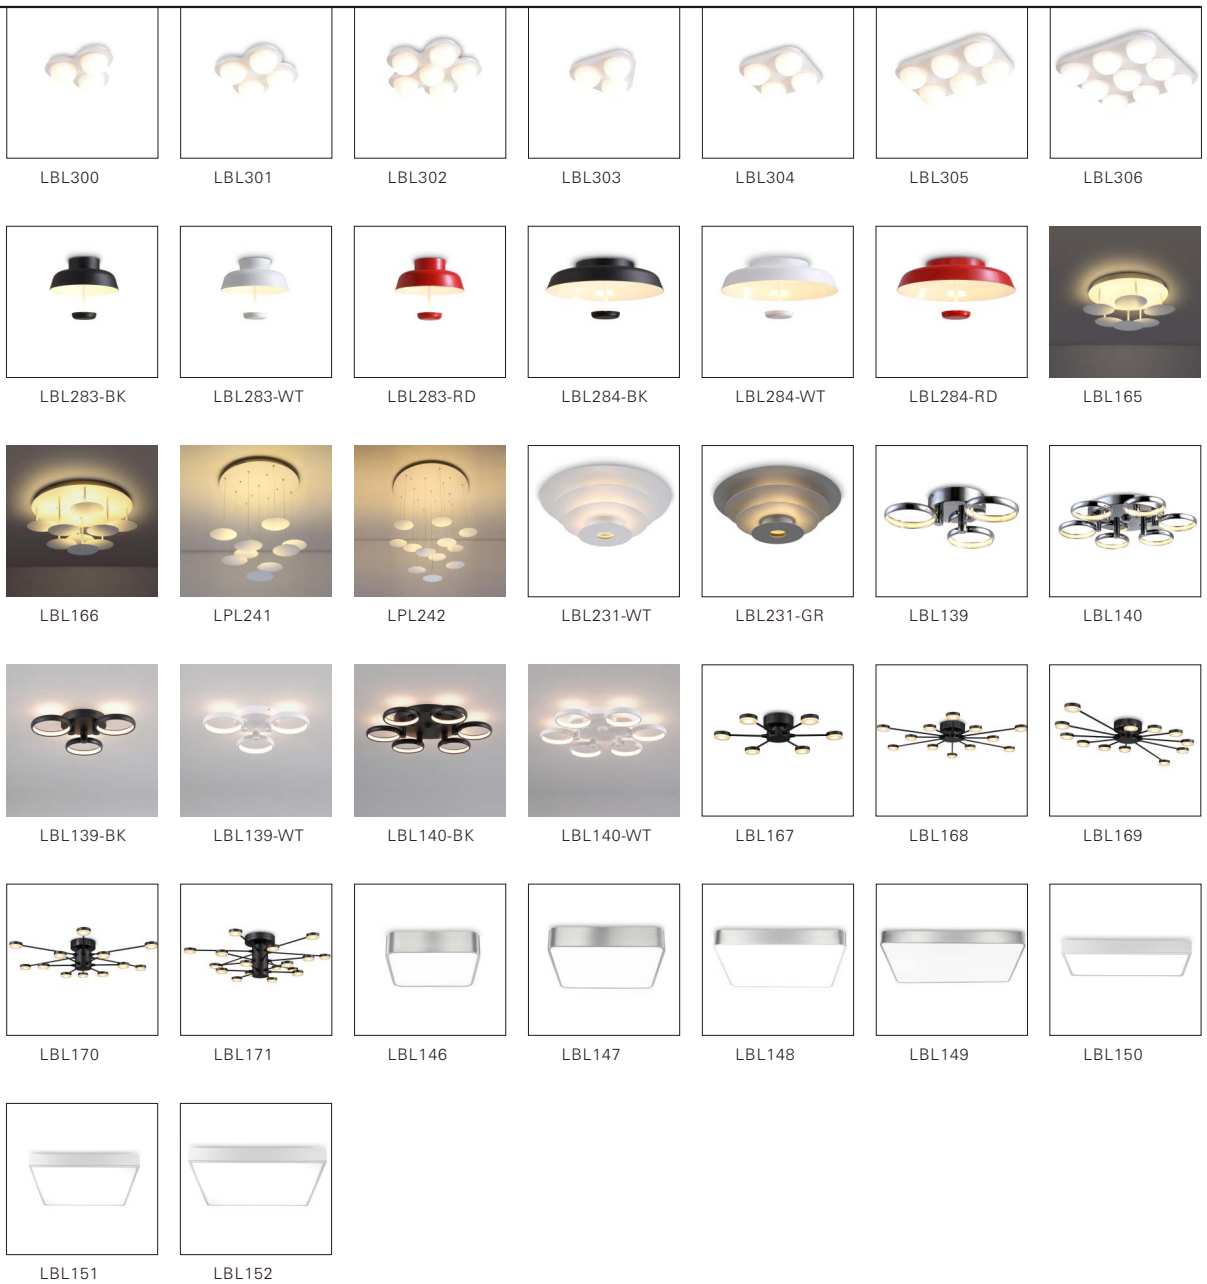 LBL300 LBL301 LBL302 LBL303 LBL304 LBL305 LBL306
LBL283-BK LBL283-WT LBL283-RD LBL284-BK LBL284-WT LBL284-RD LBL165
LBL166 LPL241 LPL242 LBL231-WT LBL231-GR LBL139 LBL140
LBL139-BK LBL139-WT LBL140-BK LBL140-WT LBL167 LBL168 LBL169
LBL170 LBL171 LBL146 LBL147 LBL148 LBL149 LBL150
LBL151 LBL152